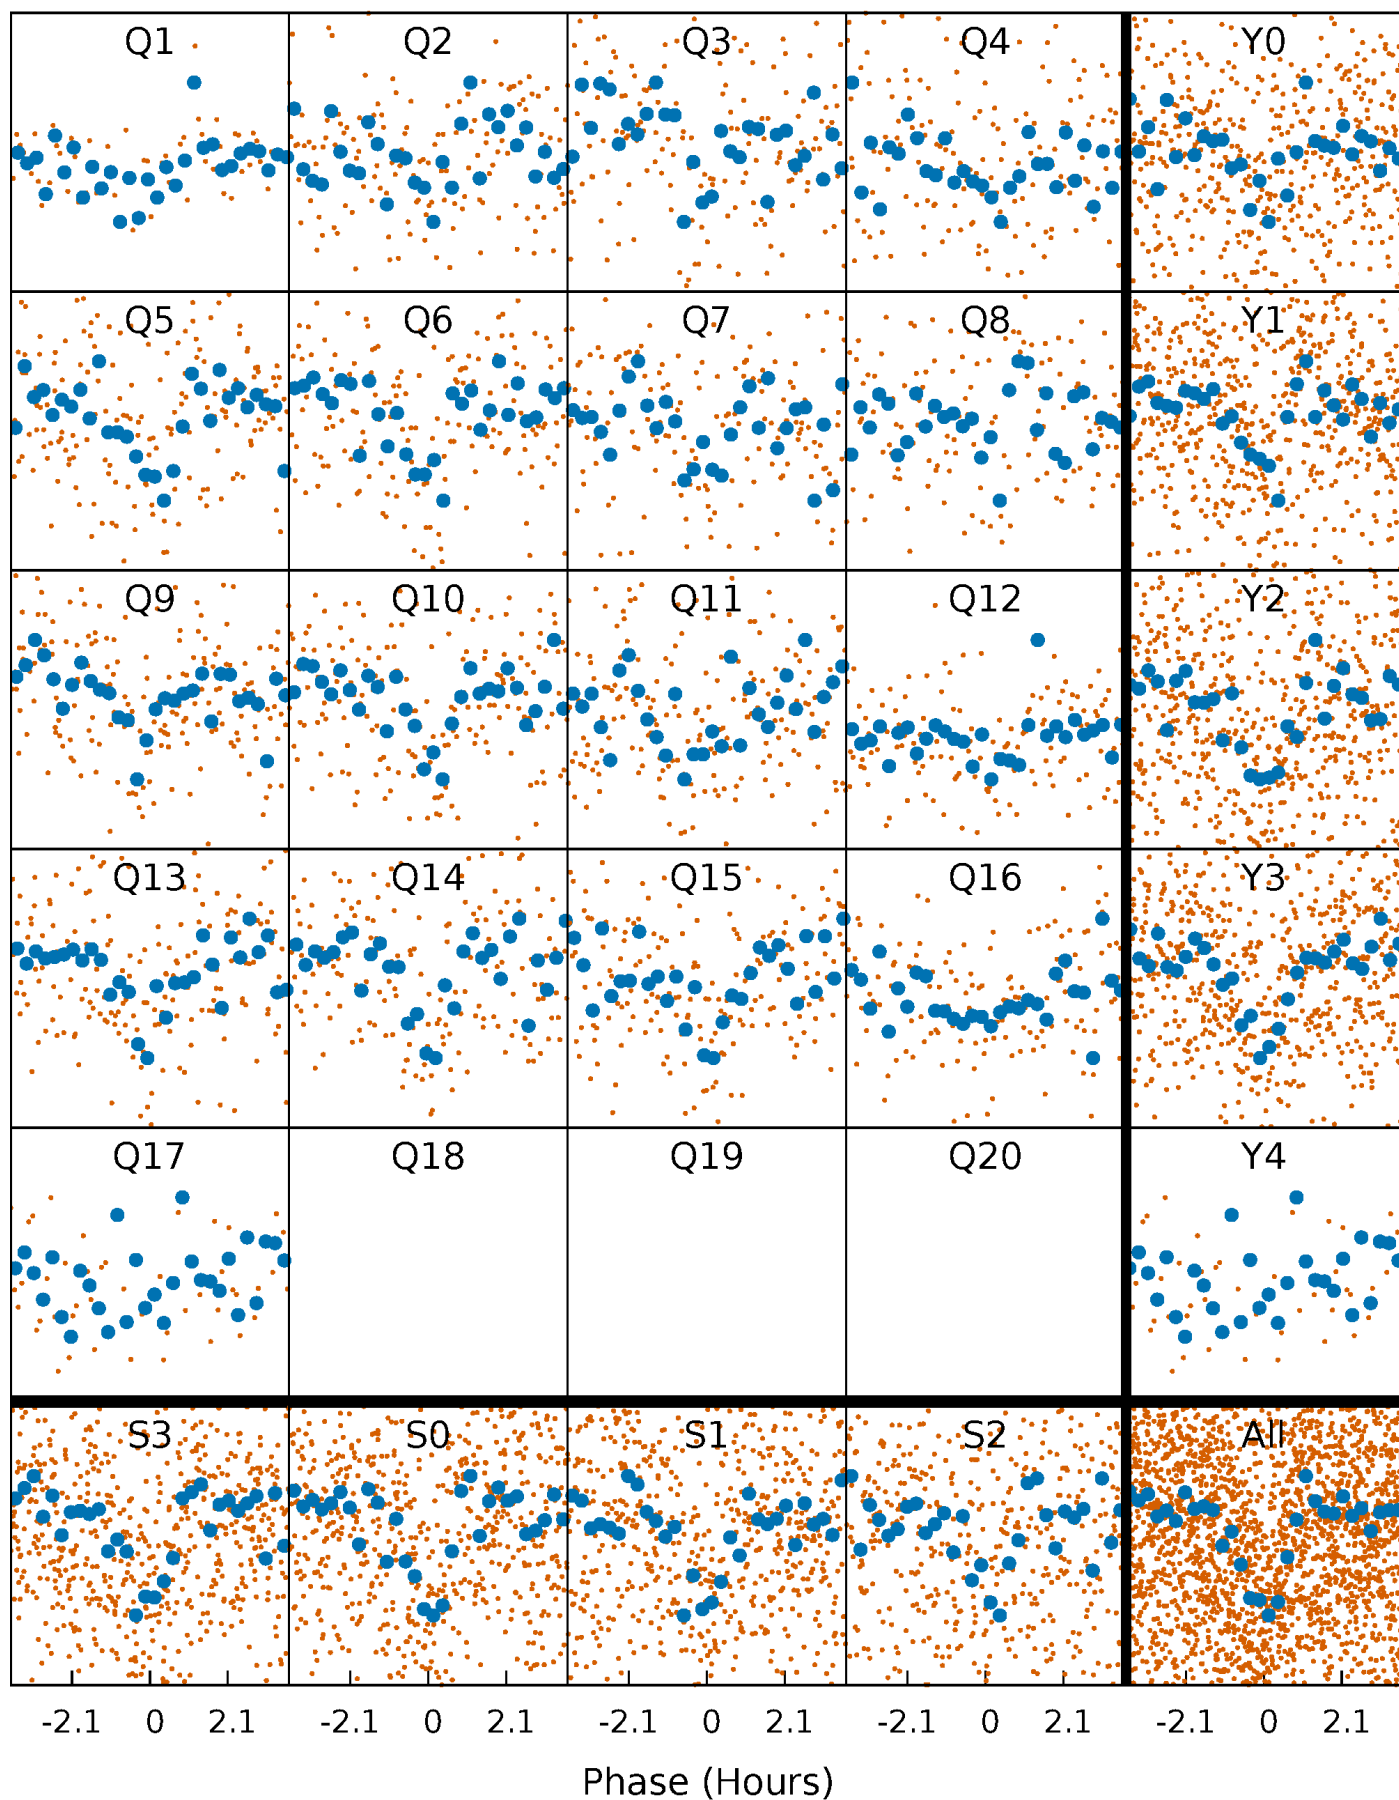 Q1 Q2 Q3 Q4 Y0
Q5 Q6 Q7 Q8 Y1
Q9 Q10 Q11 Q12 Y2
Q13 Q14 Q15 Q16 Y3
Q17 Q18 Q19 Q20 Y4
S3 S0 S1 S2 All
-2.1 0 2.1 -2.1 0 2.1 -2.1 0 2.1 -2.1 0 2.1 -2.1 0 2.1
Phase (Hours)